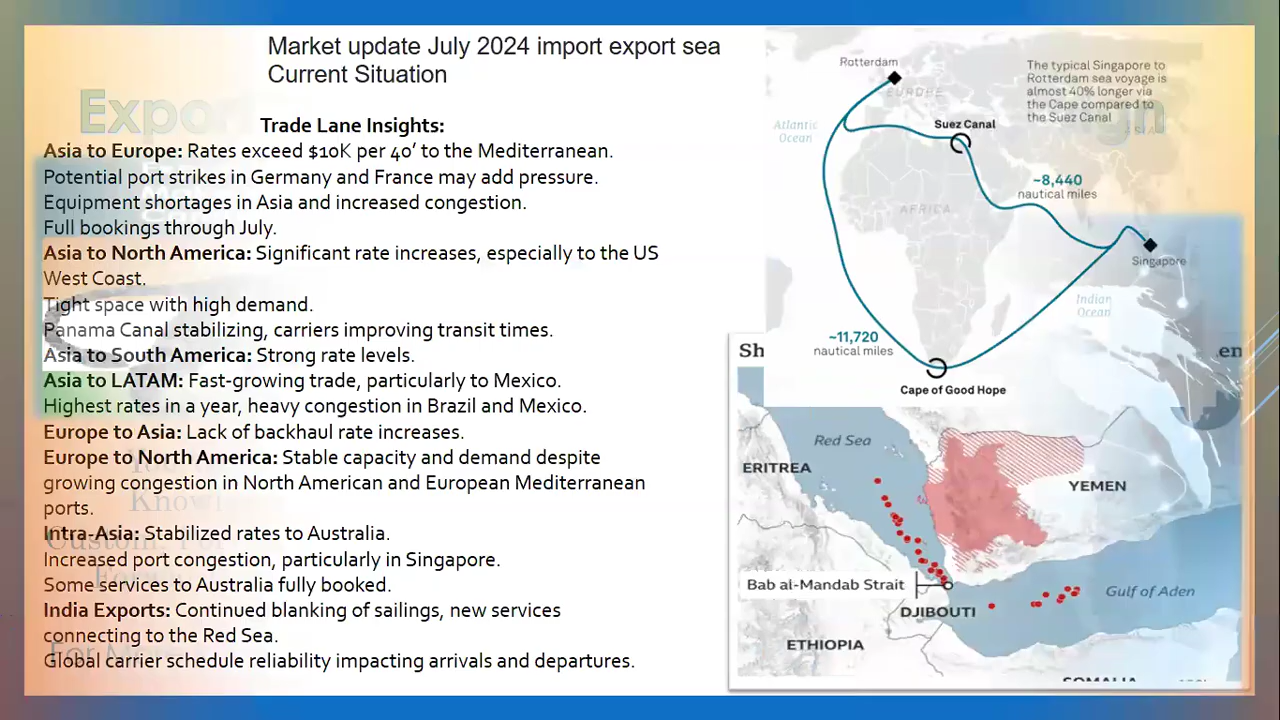 Market update July 2024 import export sea
Current Situation
Trade Lane Insights:
Asia to Europe: Rates exceed $10K per 40' to the Mediterranean.
Potential port strikes in Germany and France may add pressure.
Equipment shortages in Asia and increased congestion.
Full bookings through July.
Asia to North America: Significant rate increases, especially to the US
West Coast.
Tight space with high demand.
Panama Canal stabilizing, carriers improving transit times.
Asia to South America: Strong rate levels.
Asia to LATAM: Fast-growing trade, particularly to Mexico.
Highest rates in a year, heavy congestion in Brazil and Mexico.
Europe to Asia: Lack of backhaul rate increases.
Europe to North America: Stable capacity and demand despite
growing congestion in North American and European Mediterranean
ports.
Intra-Asia: Stabilized rates to Australia.
Increased port congestion, particularly in Singapore.
Some services to Australia fully booked.
India Exports: Continued blanking of sailings, new services
connecting to the Red Sea.
Global carrier schedule reliability impacting arrivals and departures.
Rotterdam
The typical Singapore to
Rotterdam sea voyage is
almost 40% longer via
the Cape compared to
the Suez Canal
EUROPE
ASIA
Atlantic
Ocean
Suez Canal
~8,440
nautical miles
AFRICA
Singapore
Indian
Ocean
~11,720
nautical miles
Cape of Good Hope
Sh
en
Red Sea
ERITREA
YEMEN
Bab al-Mandab Strait
Gulf of Aden
DJIBOUTI
ETHIOPIA
SOMALIA
Expor
Know